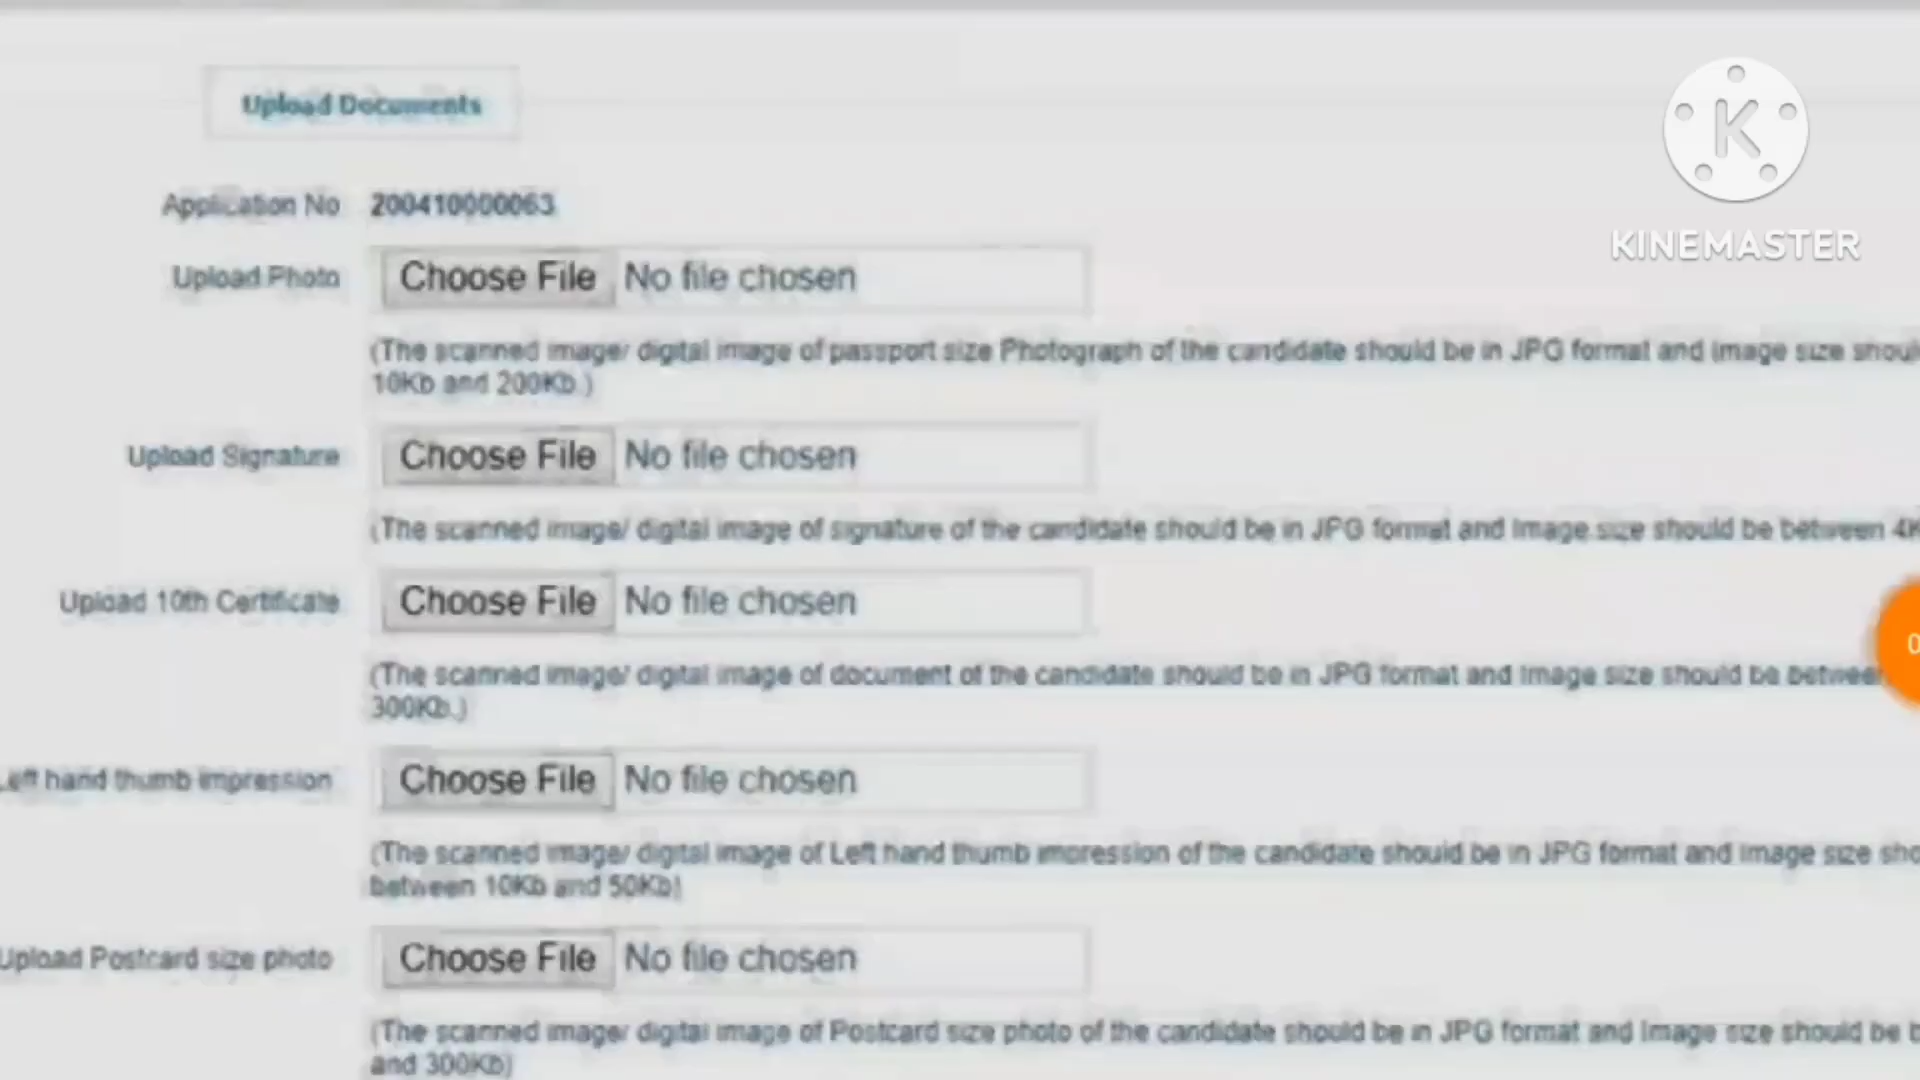 Upload Documents
KINEMASTER
Application No 200410000063
Upload Photo Choose File No file chosen
(The scanned image/ digital image of passport size Photograph of the candidate should be in JPG format and Image size
10Kb and 200Kb.)
Upload Signature Choose File No file chosen
(The scanned image/ digital image of signature of the candidate should be in JPG format and Image size should be between
Upload 10th Certificate Choose File No file chosen
(The scanned image/ digital image of document of the candidate should be in JPG format and Image size should be between
300Kb.)
Left hand thumb impression Choose File No file chosen
(The scanned image/ digital image of Left hand thumb impression of the candidate should be in JPG format and Image size
between 10Kb and 50Kb)
Upload Postcard size photo Choose File No file chosen
(The scanned image/ digital image of Postcard size photo of the candidate should be in JPG format and Image size should be
and 300Kb)